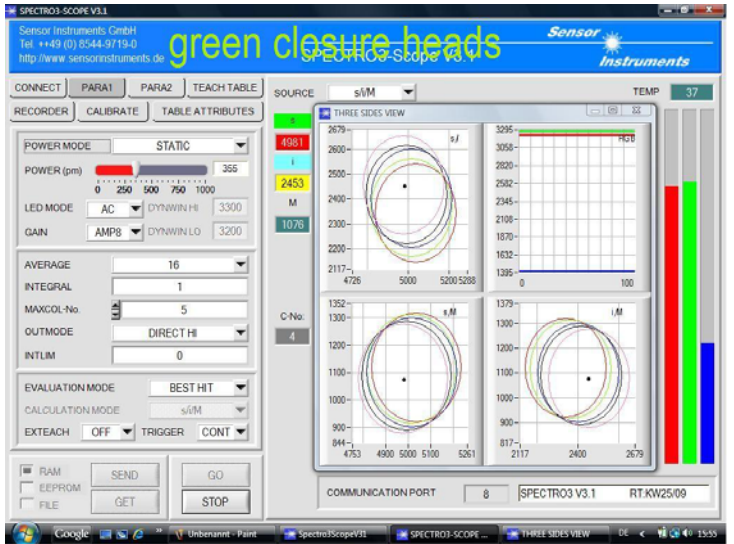 SPECTRO3-SCOPE V3.1
Sensor Instruments GmbH
Tel. ++49 (0) 8544-9719-0
http://www.sensorinstruments.de
green closure heads
SPECTRO3-Scope V3.1
Sensor
Instruments
CONNECT PARA1 PARA2 TEACH TABLE
RECORDER CALIBRATE TABLE ATTRIBUTES
SOURCE s/i/M TEMP 37
POWER MODE STATIC
POWER (pm) 355
0 250 500 750 1000
LED MODE AC DYNWIN HI 3300
GAIN AMP8 DYNWIN LO 3200
AVERAGE 16
INTEGRAL 1
MAXCOL-No. 5
OUTMODE DIRECT HI
INTLIM 0
EVALUATION MODE BEST HIT
CALCULATION MODE s/i/M
EXTEACH OFF TRIGGER CONT
RAM
EEPROM
FILE
SEND GO
GET STOP
s
4981
i
2453
M
1076
C-No:
4
THREE SIDES VIEW
2679-
2600-
2500-
2400-
2300-
2200-
2117-
4726 5000 5200 5288
s,i
3295-
3058-
2820-
2582-
2345-
2108-
1870-
1632-
1395-
0 100
RGB
1352-
1300-
1200-
1100-
1000-
900-
844-
4753 4900 5000 5100 5261
s,M
1379-
1300-
1200-
1100-
1000-
900-
817-
2117 2400 2679
i,M
COMMUNICATION PORT 8 SPECTRO3 V3.1 RT:KW25/09
Google " Unbenannt - Paint Spectro3ScopeV31 SPECTRO3-SCOPE ... THREE SIDES VIEW DE < 15:55